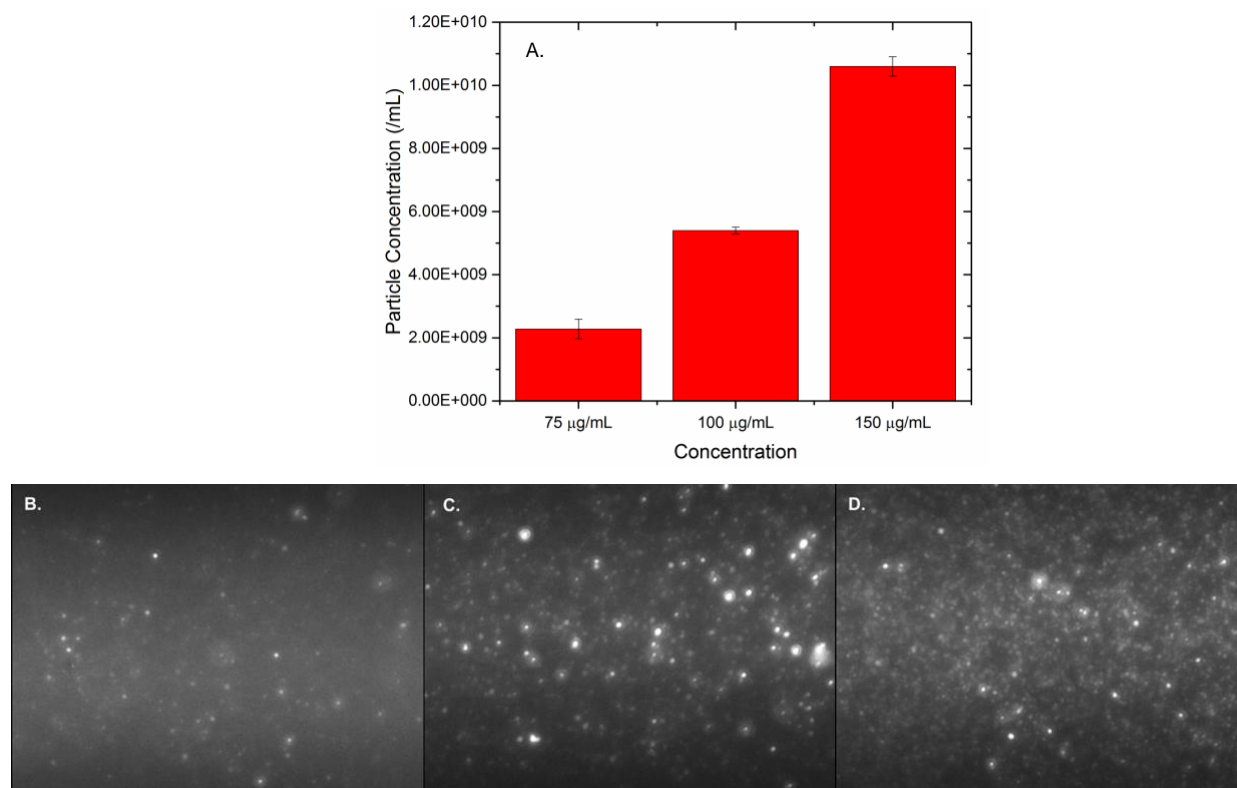 A.
Particle Concentration (/mL)
1.20E+010
1.00E+010
8.00E+009
6.00E+009
4.00E+009
2.00E+009
0.00E+000
75 μg/mL 100 μg/mL 150 μg/mL
Concentration
B. C. D.